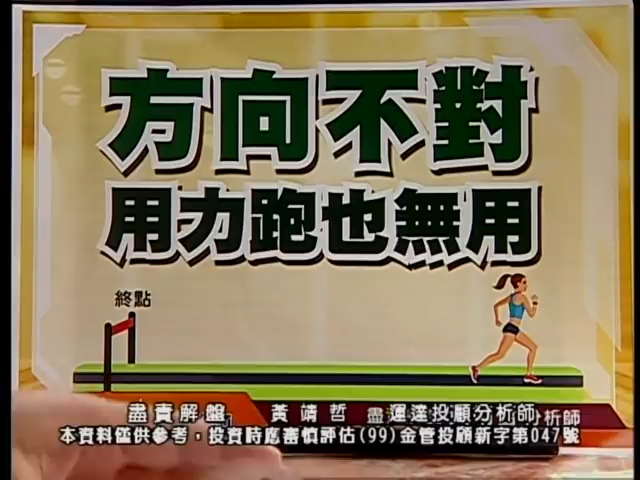 方向不對
用力跑也無用
終點
盡責解盤 黃靖哲 運達投顧分析師
本資料僅供參考，投資時應審慎評估(99)金管投顧新字第047號